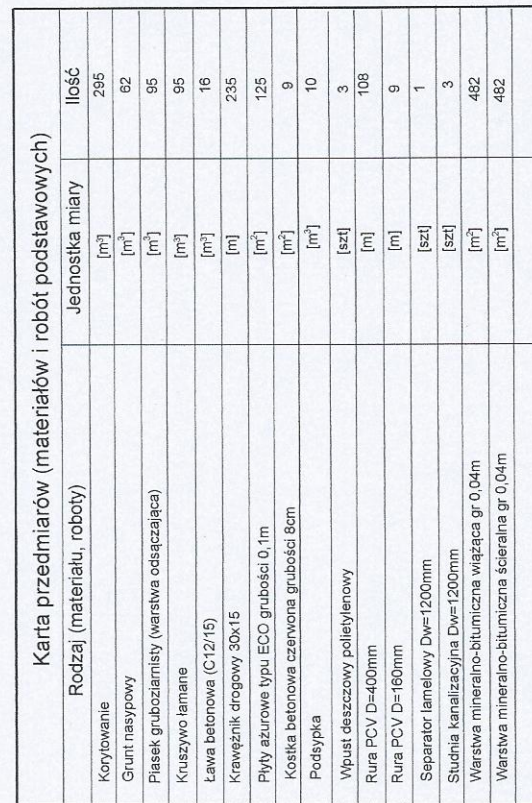 Karta przedmiarów (materiałów i robót podstawowych)
Rodzaj (materiału, roboty) Jednostka miary Ilość
Korytowanie [m³] 295
Grunt nasypowy [m³] 62
Piasek gruboziarnlsty (warstwa odsączająca) [m³] 95
Kruszywo łamane [m³] 95
Ława betonowa (C12/15) [m³] 16
Krawężnik drogowy 30x15 [m] 235
Płyty ażurowe typu ECO grubości 0,1m [m²] 125
Kostka betonowa czerwona grubości 8cm [m²] 9
Podsypka [m³] 10
Wpust deszczowy polietylenowy [szt] 3
Rura PCV D=400mm [m] 108
Rura PCV D=160mm [m] 9
Separator lamelowy Dw=1200mm [szt] 1
Studnia kanalizacyjna Dw=1200mm [szt] 3
Warstwa mineralno-bitumiczna wiążąca gr 0,04m [m²] 482
Warstwa mineralno-bitumiczna ścieralna gr 0,04m [m²] 482